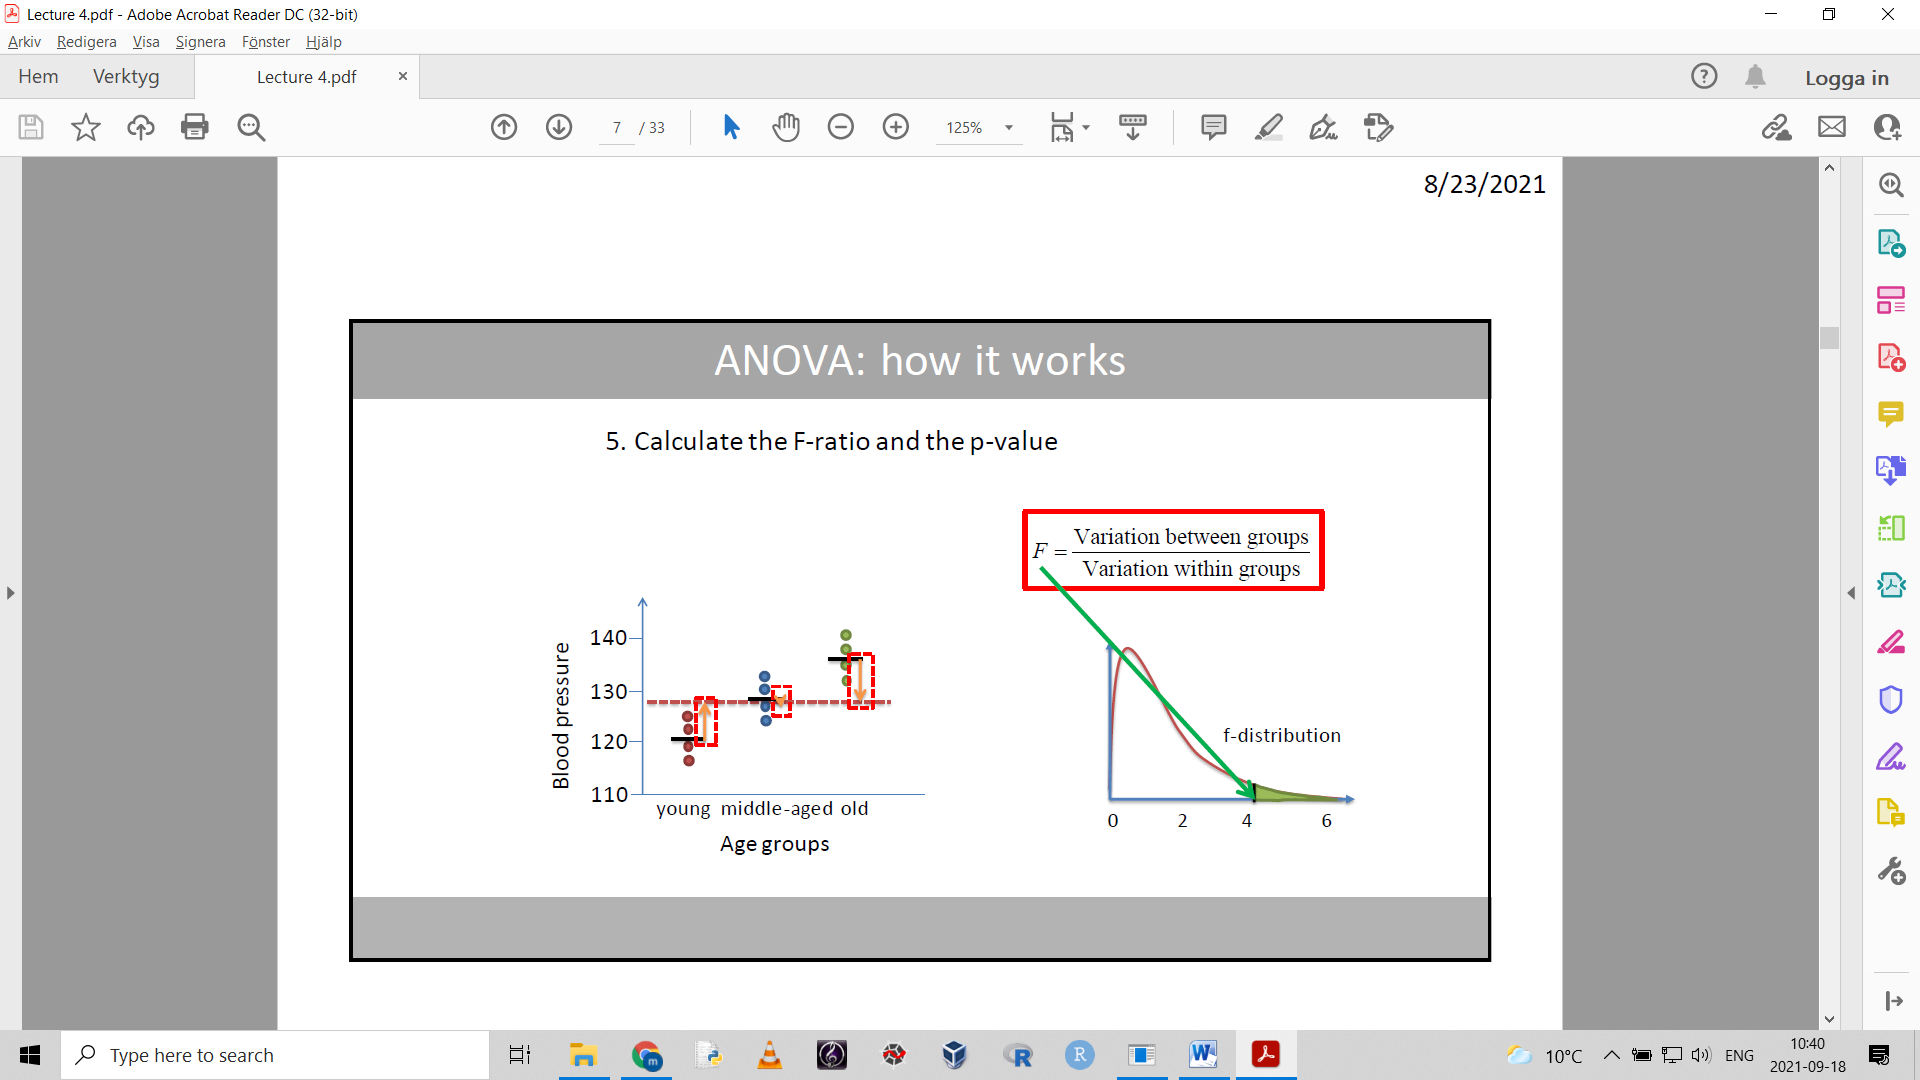 Lecture 4.pdf - Adobe Acrobat Reader DC (32-bit)
Arkiv Redigera Visa Signera Fönster Hjälp
Hem Verktyg Lecture 4.pdf × Logga in
7 / 33 125%
8/23/2021
ANOVA: how it works
5. Calculate the F-ratio and the p-value
F = Variation between groups
Variation within groups
Blood pressure
140
130
120
110
young middle-aged old
Age groups
f-distribution
0 2 4 6
Type here to search
10°C ENG 10:40
2021-09-18